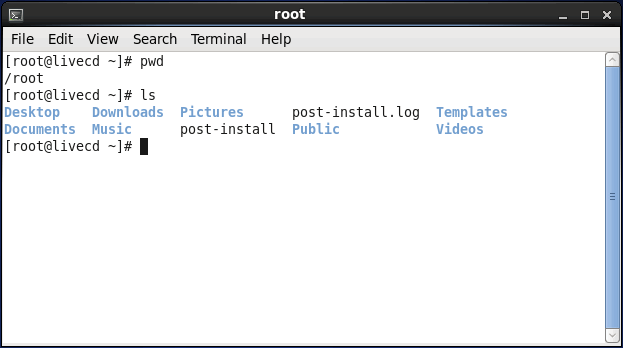 root
File Edit View Search Terminal Help
[root@livecd ~]# pwd
/root
[root@livecd ~]# ls
Desktop Downloads Pictures post-install.log Templates
Documents Music post-install Public Videos
[root@livecd ~]#